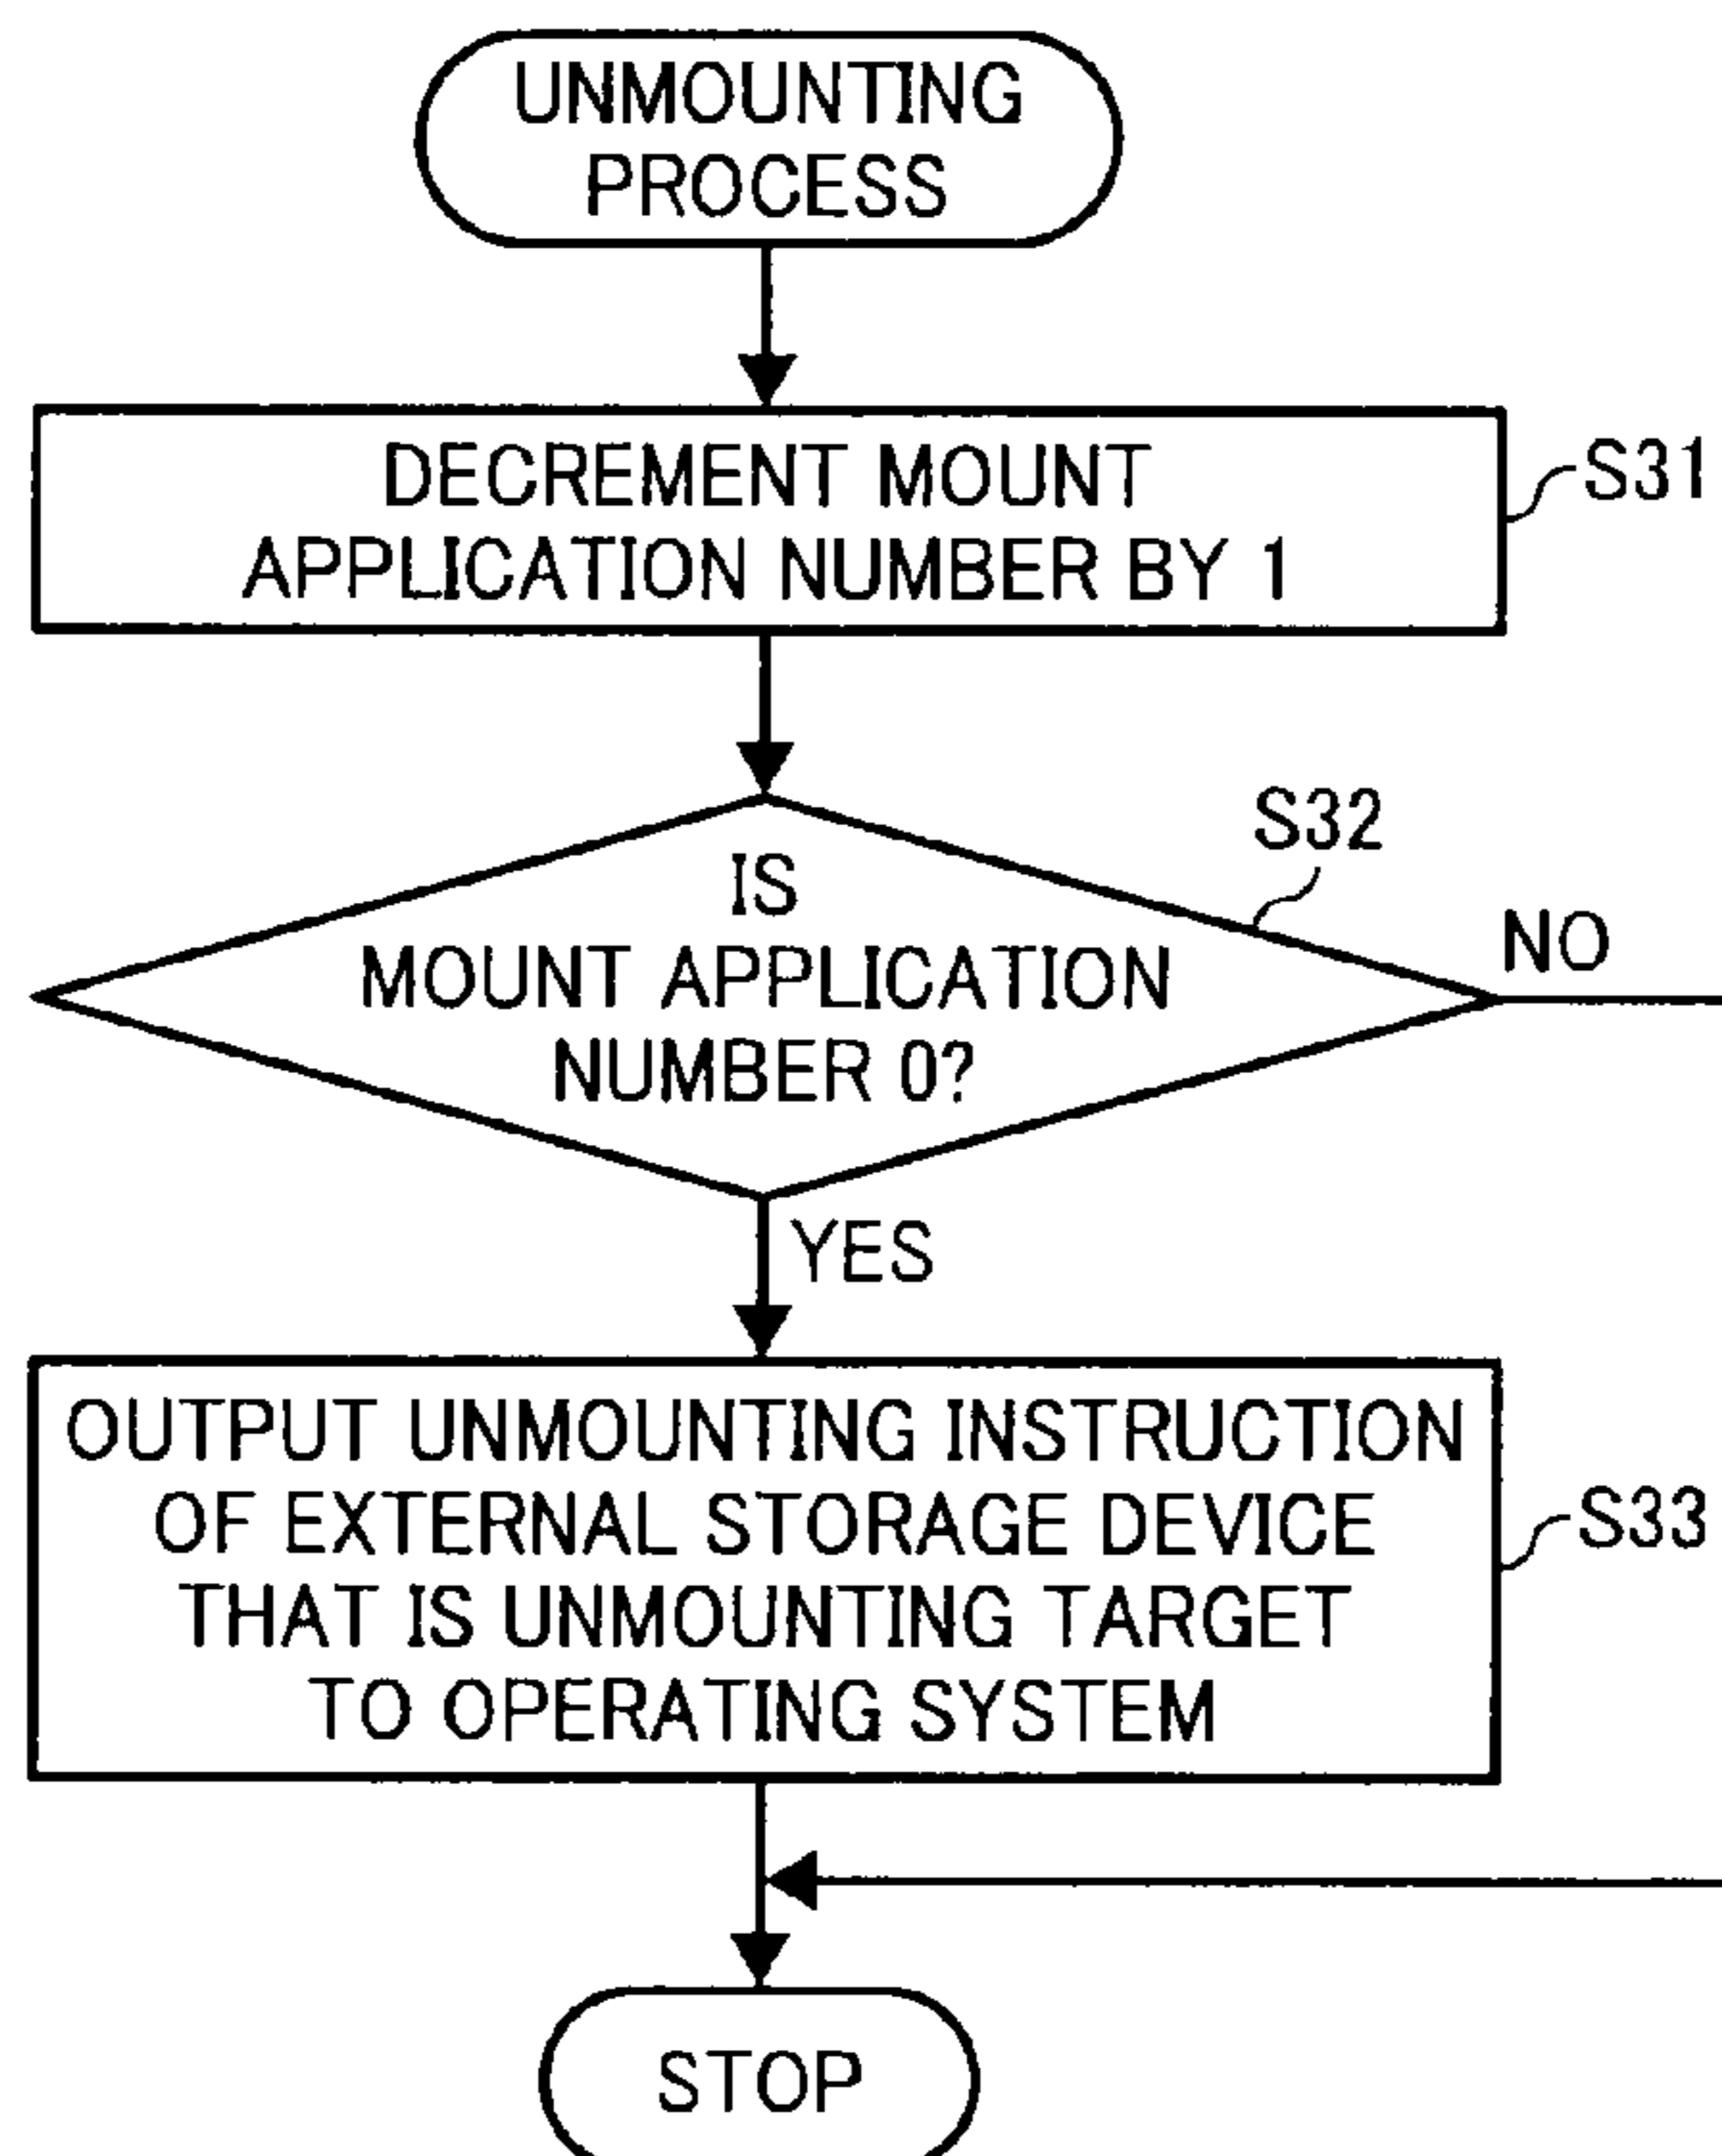 UNMOUNTING
PROCESS
DECREMENT MOUNT
APPLICATION NUMBER BY 1
S31
S32
IS
MOUNT APPLICATION
NUMBER 0?
NO
YES
OUTPUT UNMOUNTING INSTRUCTION
OF EXTERNAL STORAGE DEVICE
THAT IS UNMOUNTING TARGET
TO OPERATING SYSTEM
S33
STOP